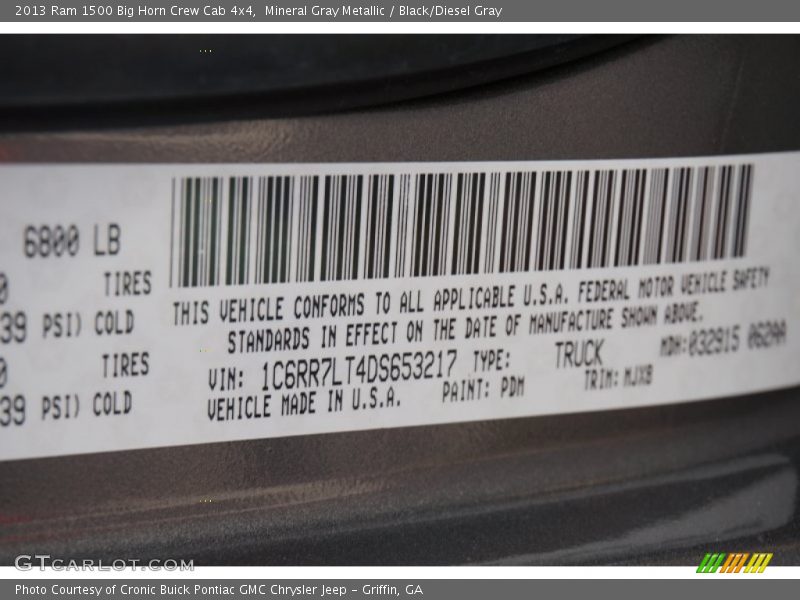 2013 Ram 1500 Big Horn Crew Cab 4x4,  Mineral Gray Metallic / Black/Diesel Gray
6800 LB
TIRES
39 PSI) COLD
TIRES
39 PSI) COLD
THIS VEHICLE CONFORMS TO ALL APPLICABLE U.S.A. FEDERAL MOTOR VEHICLE SAFETY
STANDARDS IN EFFECT ON THE DATE OF MANUFACTURE SHOWN ABOVE.
VIN: 1C6RR7LT4DS653217 TYPE: TRUCK MDH:032915 0620A
VEHICLE MADE IN U.S.A. PAINT: PDM TRIM: MJX8
GTCARLOT.COM
Photo Courtesy of Cronic Buick Pontiac GMC Chrysler Jeep - Griffin, GA